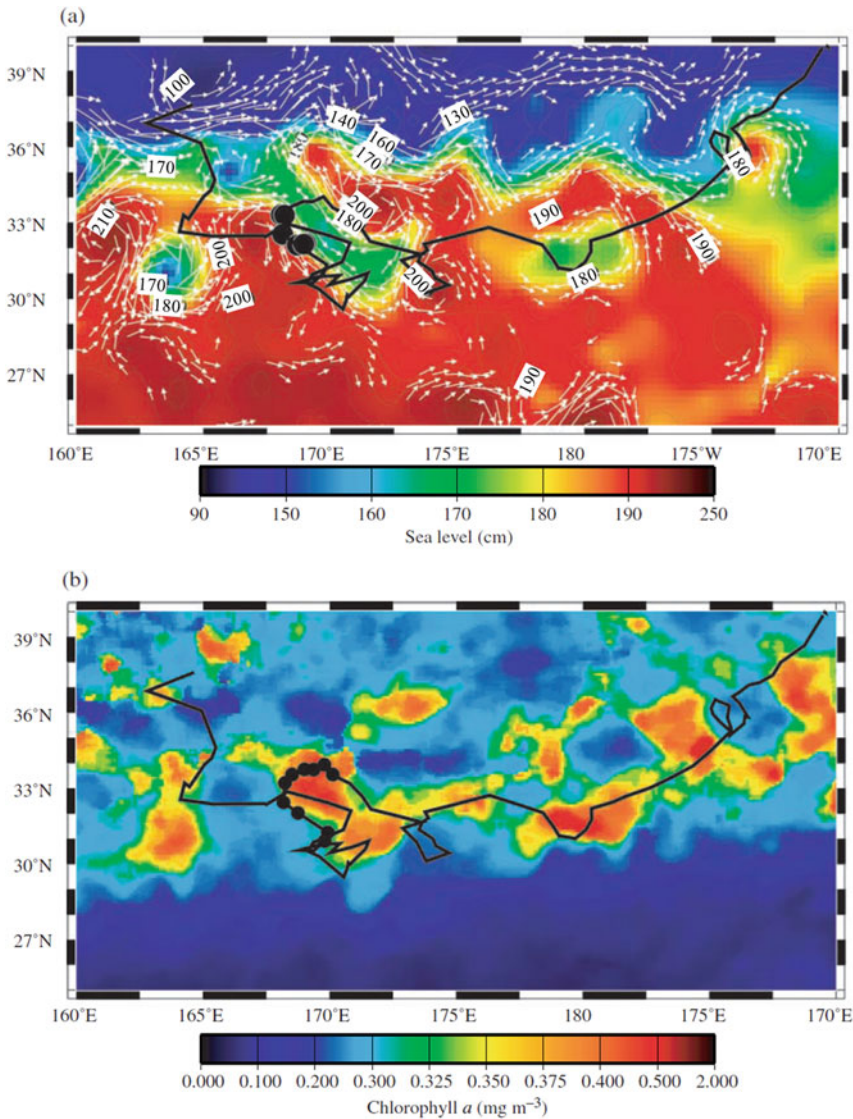 (a)
39˚N
100
140
160
130
36˚N
180
170
170
180
200
190
210
33˚N
180
200
190
170
200
180
180
200
30˚N
27˚N
190
160˚E 165˚E 170˚E 175˚E 180 175˚W 170˚E
90 150 160 170 180 190 250
Sea level (cm)
(b)
39˚N
36˚N
33˚N
30˚N
27˚N
160˚E 165˚E 170˚E 175˚E 180 175˚W 170˚E
0.000 0.100 0.200 0.300 0.325 0.350 0.400 0.500 2.000
Chlorophyll a (mg m⁻³)